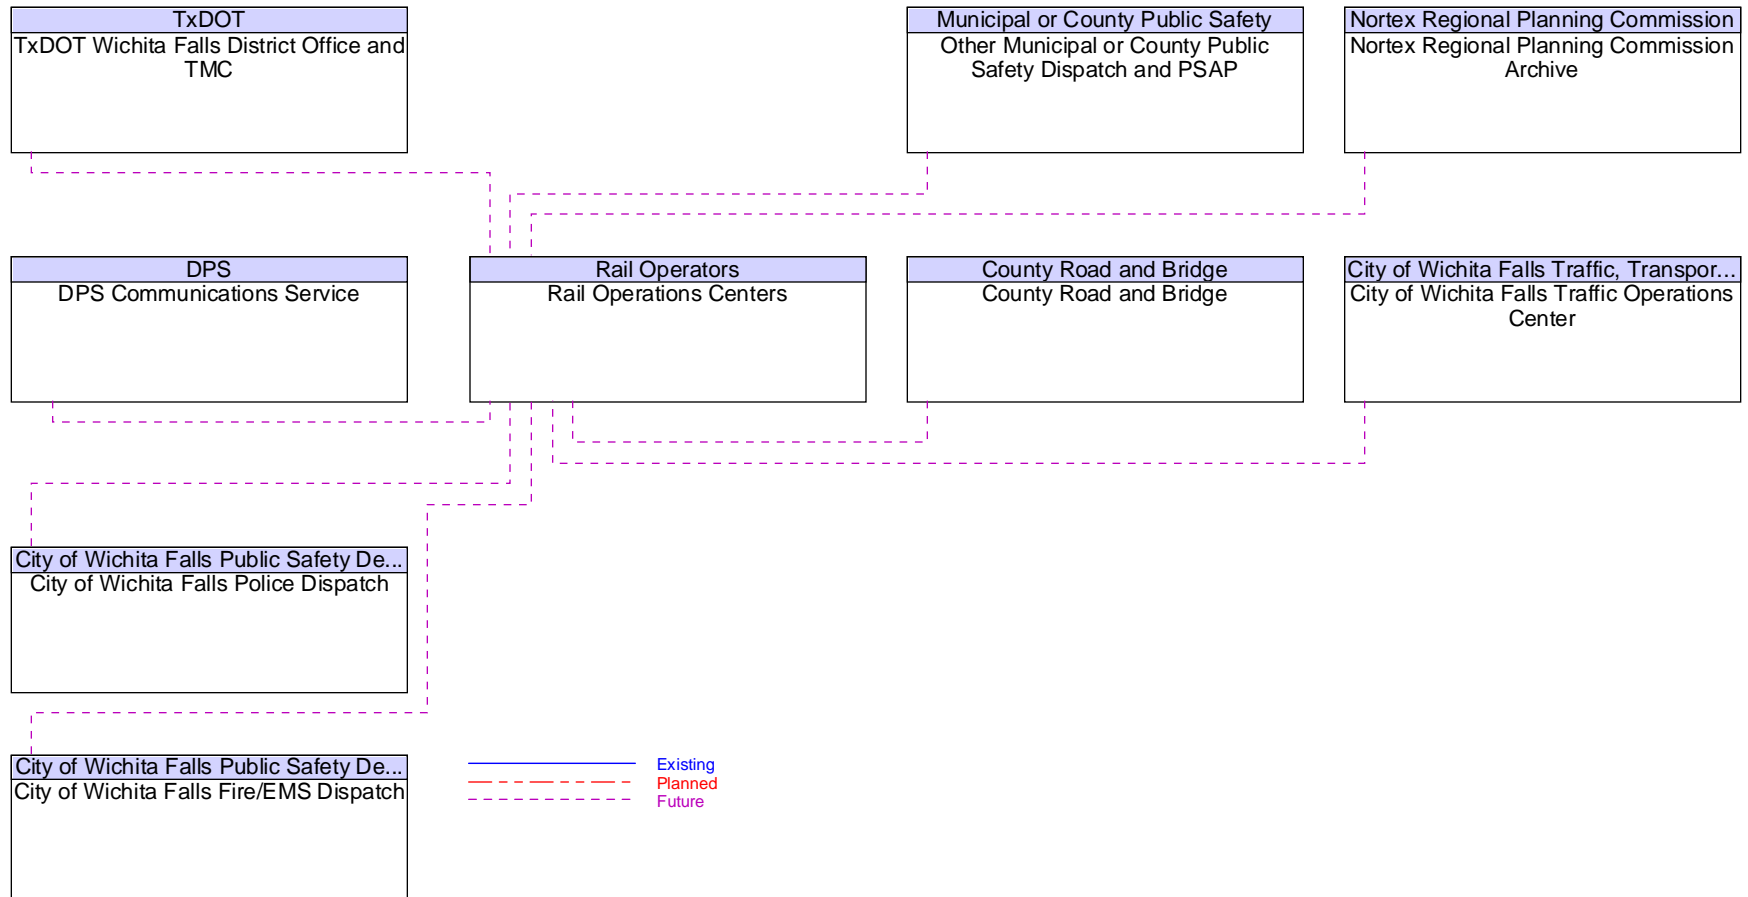 TxDOT
TxDOT Wichita Falls District Office and
TMC
Municipal or County Public Safety
Other Municipal or County Public
Safety Dispatch and PSAP
Nortex Regional Planning Commission
Nortex Regional Planning Commission
Archive
DPS
DPS Communications Service
Rail Operators
Rail Operations Centers
County Road and Bridge
County Road and Bridge
City of Wichita Falls Traffic, Transpor...
City of Wichita Falls Traffic Operations
Center
City of Wichita Falls Public Safety De...
City of Wichita Falls Police Dispatch
City of Wichita Falls Public Safety De...
City of Wichita Falls Fire/EMS Dispatch
Existing
Planned
Future